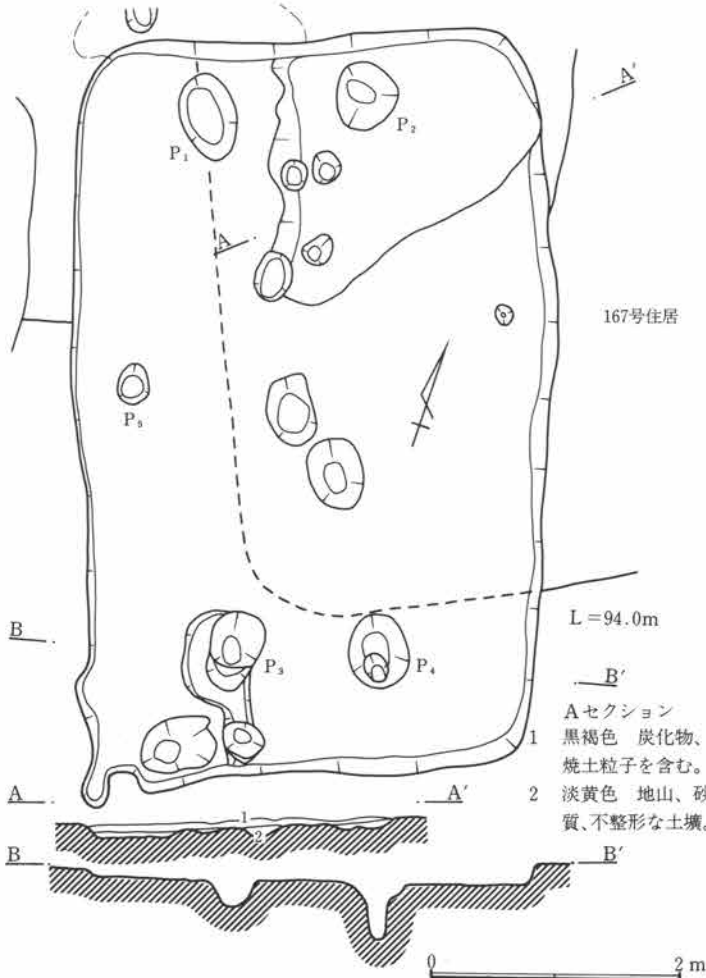 A'
P₁
P₂
A
167号住居
P₅
L=94.0m
B
P₃
P₄
B'
Aセクション
1 黒褐色 炭化物、
焼土粒子を含む。
A
A'
2 淡黄色 地山、砂
質、不整形な土壙。
1
2
B
B'
0
2 m